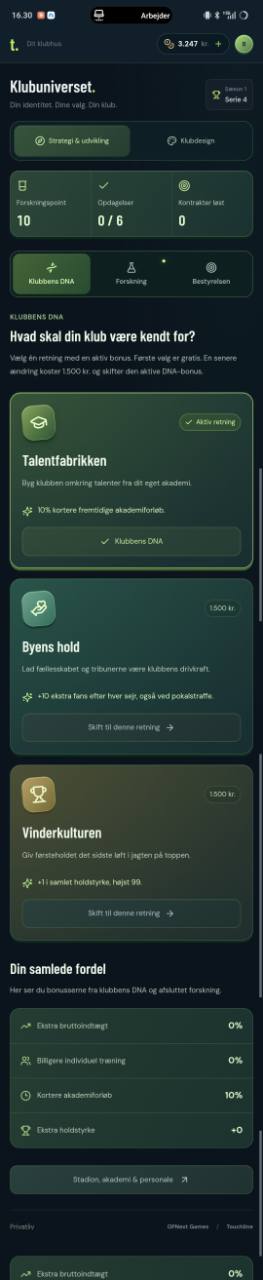 16.30
Arbejder
t. Dit klubhus
3.247 kr. +
Klubuniverset.
Din identitet. Dine valg. Din klub.
Sæson 1
Serie 4
Strategi & udvikling
Klubdesign
Forskningspoint
10
Opdagelser
0 / 6
Kontrakter løst
0
Klubbens DNA
Forskning
Bestyrelsen
KLUBBENS DNA
Hvad skal din klub være kendt for?
Vælg én retning med en aktiv bonus. Første valg er gratis. En senere
ændring koster 1.500 kr. og skifter den aktive DNA-bonus.
Aktiv retning
Talentfabrikken
Byg klubben omkring talenter fra dit eget akademi.
10% kortere fremtidige akademiforløb.
Klubbens DNA
1.500 kr.
Byens hold
Lad fællesskabet og tribunerne være klubbens drivkraft.
+10 ekstra fans efter hver sejr, også ved pokalstraffe.
Skift til denne retning
1.500 kr.
Vinderkulturen
Giv førsteholdet det sidste løft i jagten på toppen.
+1 i samlet holdstyrke, højst 99.
Skift til denne retning
Din samlede fordel
Her ser du bonusserne fra klubbens DNA og afsluttet forskning.
Ekstra bruttoindtægt 0%
Billigere individuel træning 0%
Kortere akademiforløb 10%
Ekstra holdstyrke +0
Stadion, akademi & personale
Privatliv
OFNext Games / Touchline
Ekstra bruttoindtægt 0%